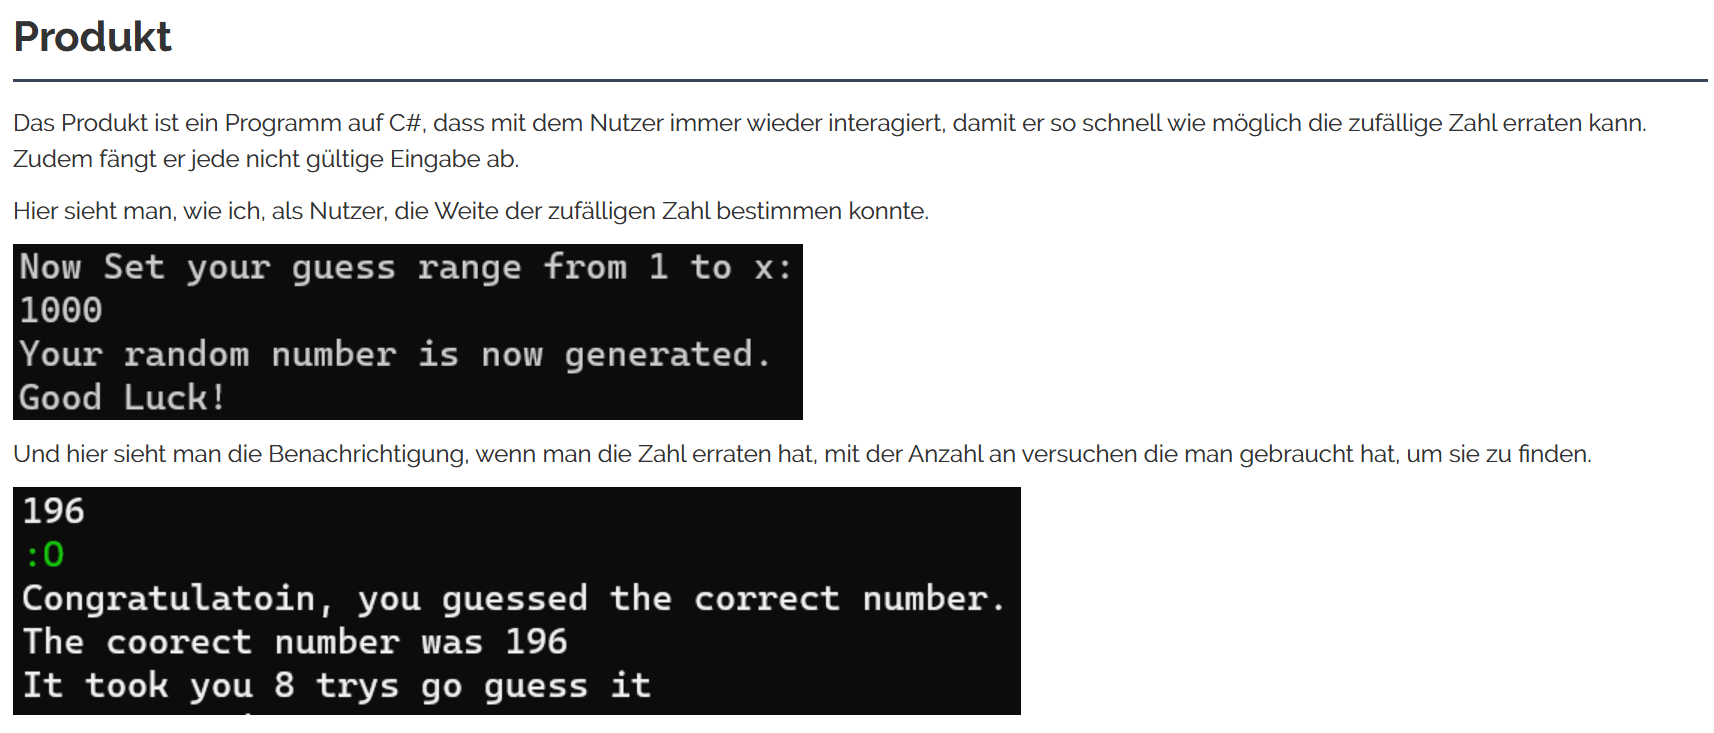 Produkt
Das Produkt ist ein Programm auf C#, dass mit dem Nutzer immer wieder interagiert, damit er so schnell wie möglich die zufällige Zahl erraten kann.
Zudem fängt er jede nicht gültige Eingabe ab.
Hier sieht man, wie ich, als Nutzer, die Weite der zufälligen Zahl bestimmen konnte.
Now Set your guess range from 1 to x:
1000
Your random number is now generated.
Good Luck!
Und hier sieht man die Benachrichtigung, wenn man die Zahl erraten hat, mit der Anzahl an versuchen die man gebraucht hat, um sie zu finden.
196
:O
Congratulatoin, you guessed the correct number.
The coorect number was 196
It took you 8 trys go guess it